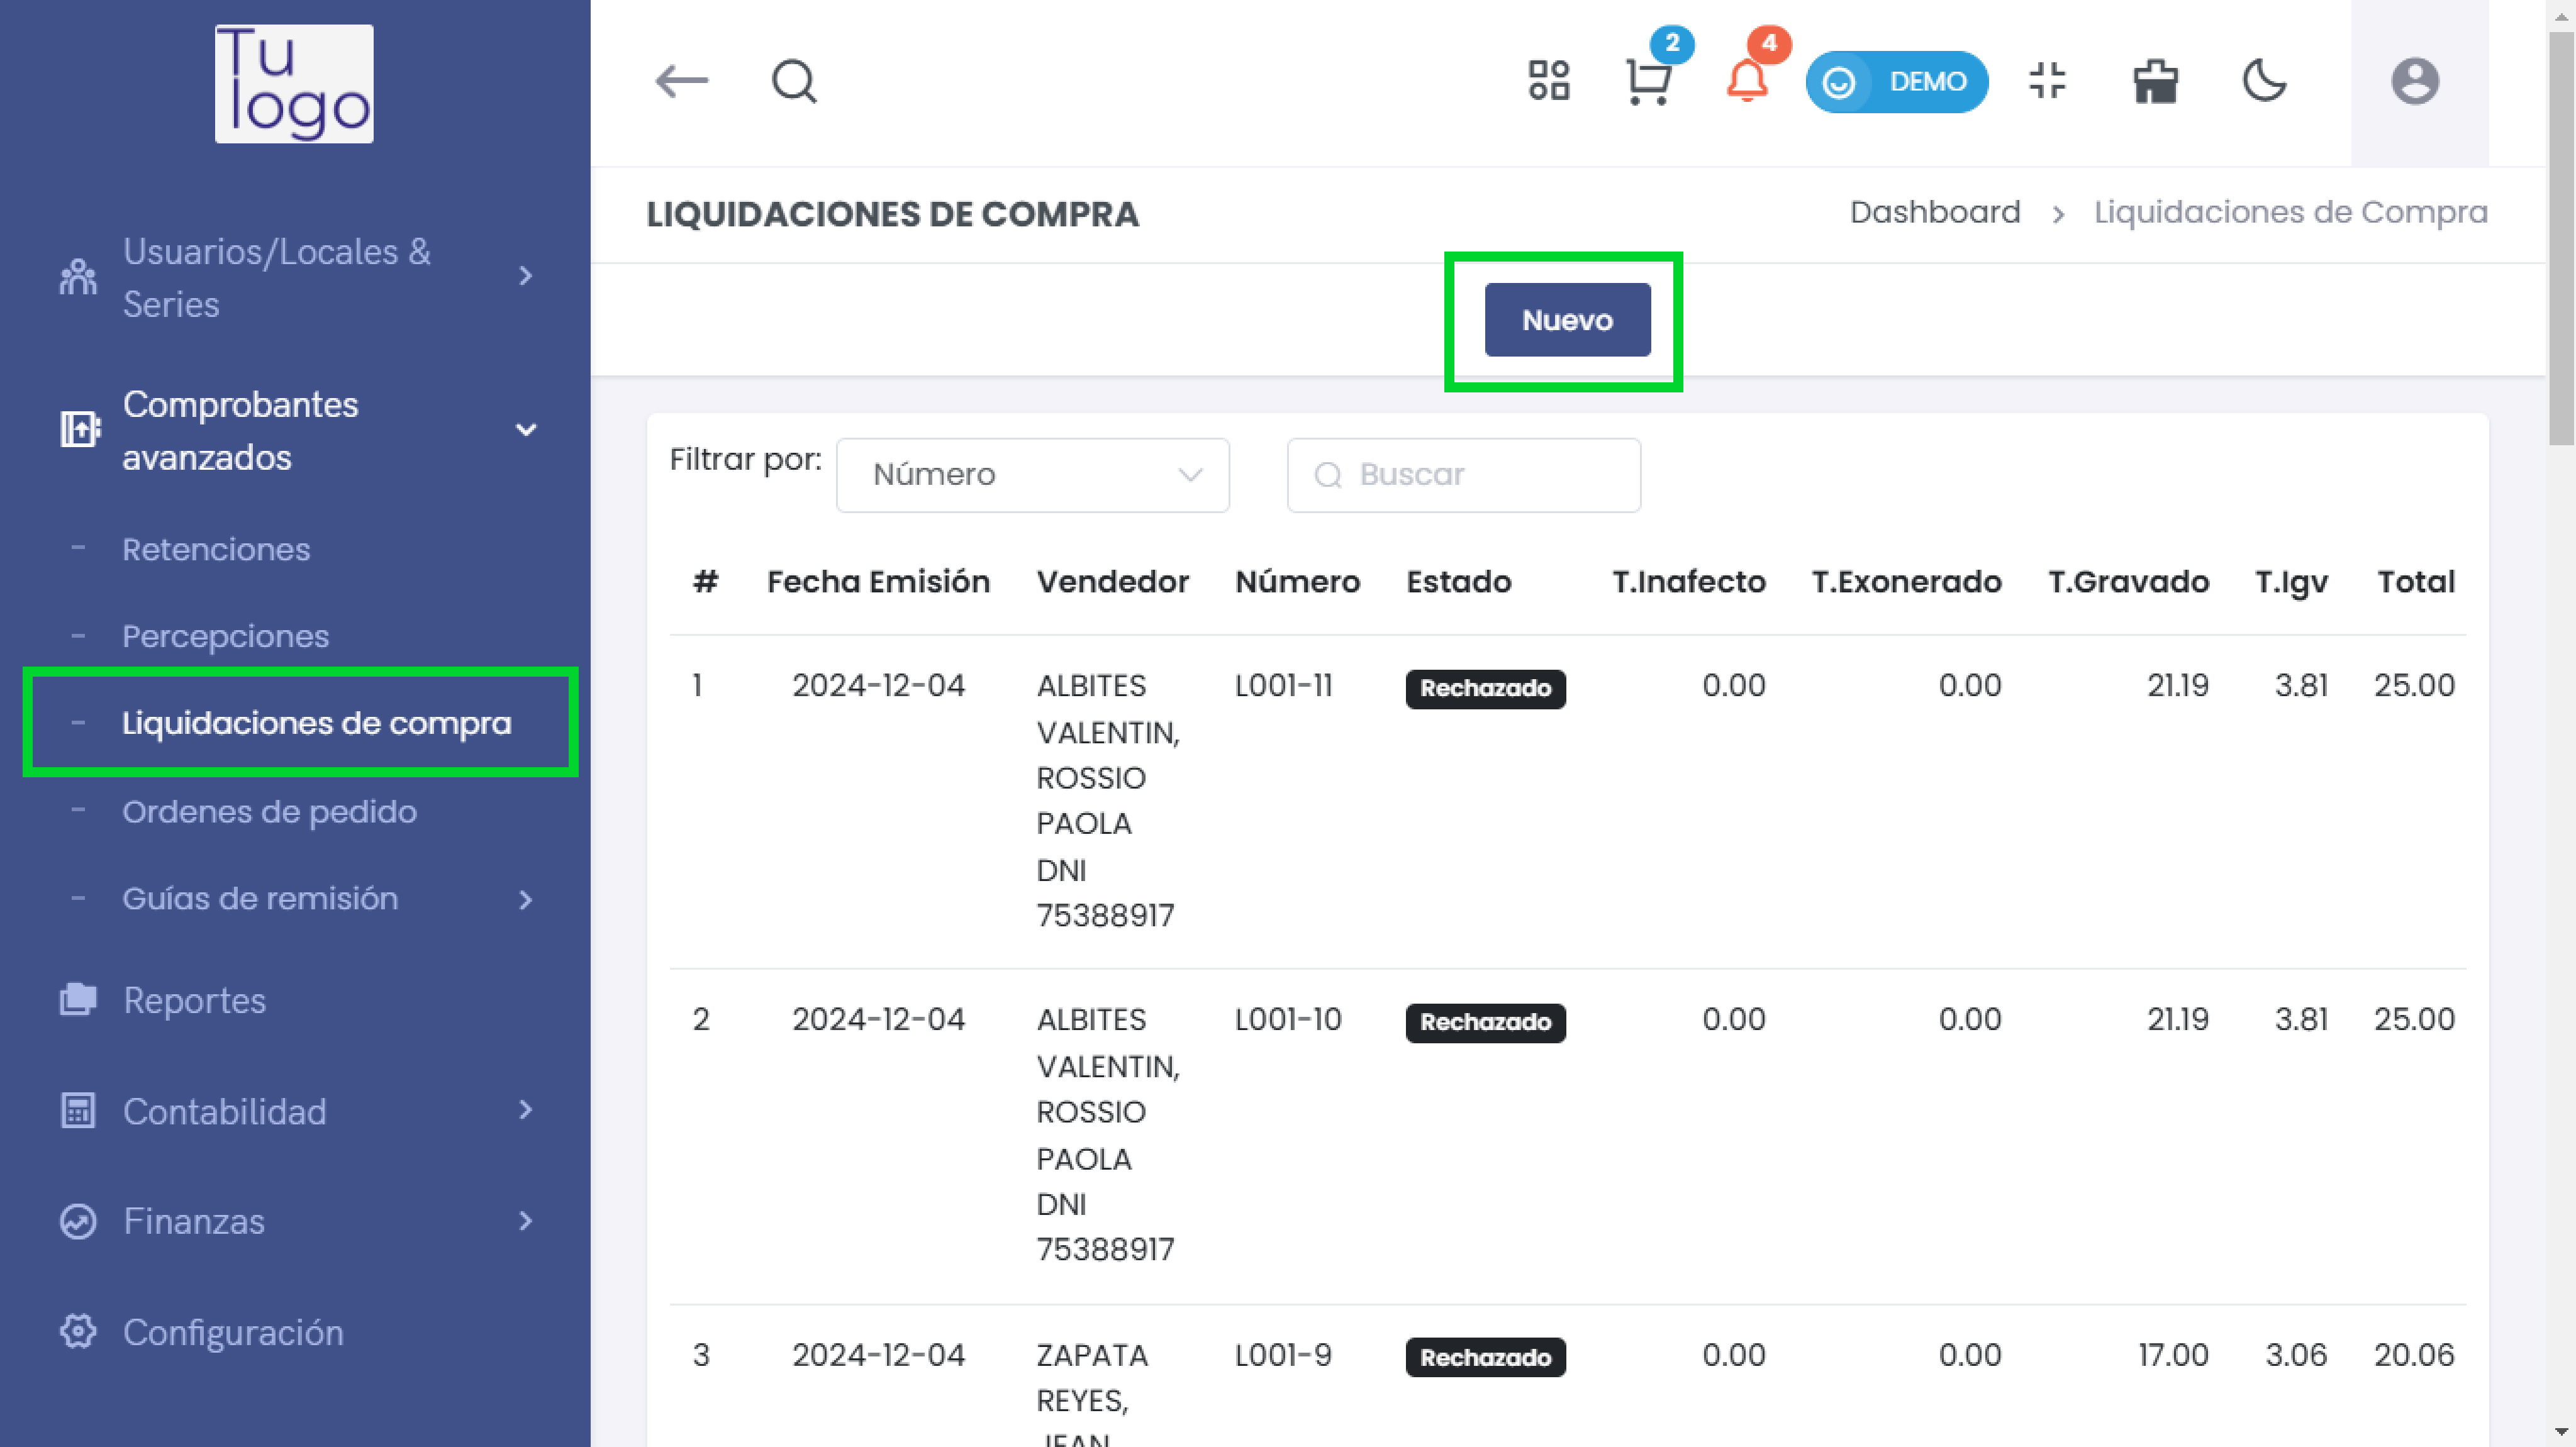 Tu
logo
2
4
DEMO
LIQUIDACIONES DE COMPRA
Dashboard > Liquidaciones de Compra
Nuevo
Usuarios/Locales &
Series
Comprobantes
avanzados
- Retenciones
- Percepciones
- Liquidaciones de compra
- Ordenes de pedido
- Guías de remisión
Reportes
Contabilidad
Finanzas
Configuración
Filtrar por: Número Buscar
# Fecha Emisión Vendedor Número Estado T.Inafecto T.Exonerado T.Gravado T.Igv Total
1 2024-12-04 ALBITES L001-11 Rechazado 0.00 0.00 21.19 3.81 25.00
VALENTIN,
ROSSIO
PAOLA
DNI
75388917
2 2024-12-04 ALBITES L001-10 Rechazado 0.00 0.00 21.19 3.81 25.00
VALENTIN,
ROSSIO
PAOLA
DNI
75388917
3 2024-12-04 ZAPATA L001-9 Rechazado 0.00 0.00 17.00 3.06 20.06
REYES,
JEAN